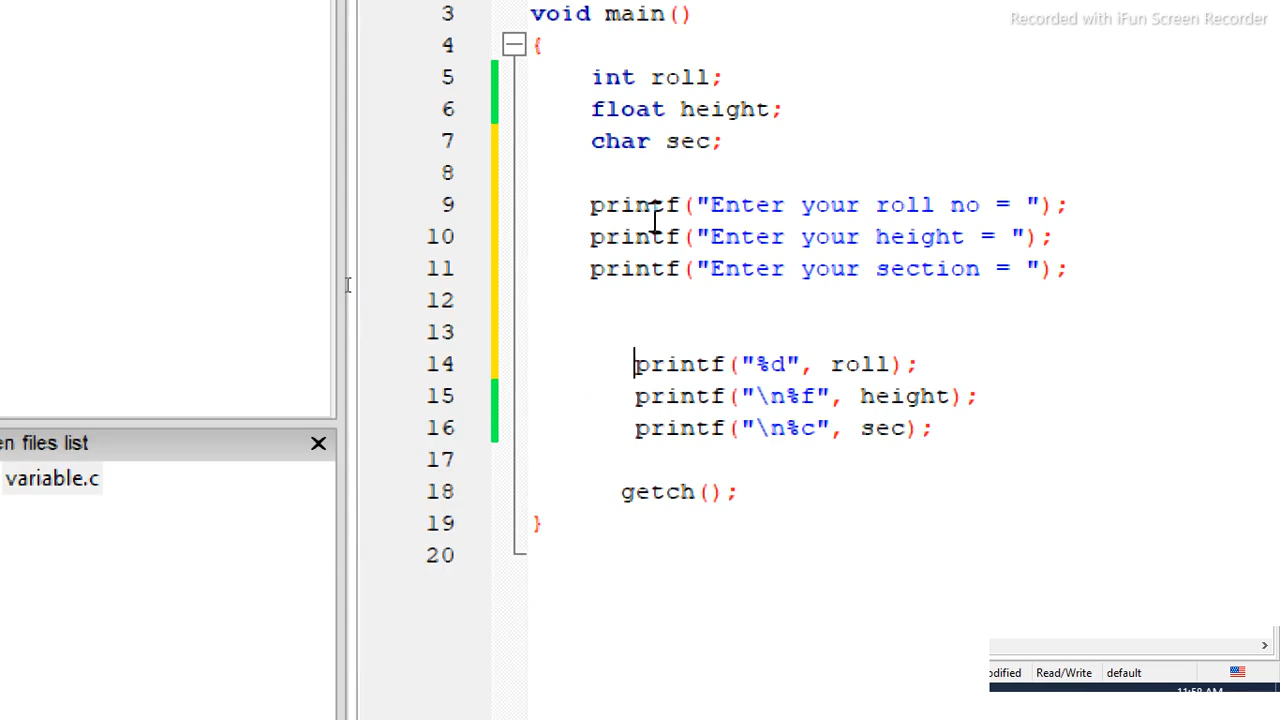 Recorded with iFun Screen Recorder
3 void main()
4 {
5 int roll;
6 float height;
7 char sec;
8
9 printf("Enter your roll no = ");
10 printf("Enter your height = ");
11 printf("Enter your section = ");
12
13
14 printf("%d", roll);
15 printf("\n%f", height);
16 printf("\n%c", sec);
17
18 getch();
19 }
20
en files list
variable.c
odified Read/Write default
11:58 AM